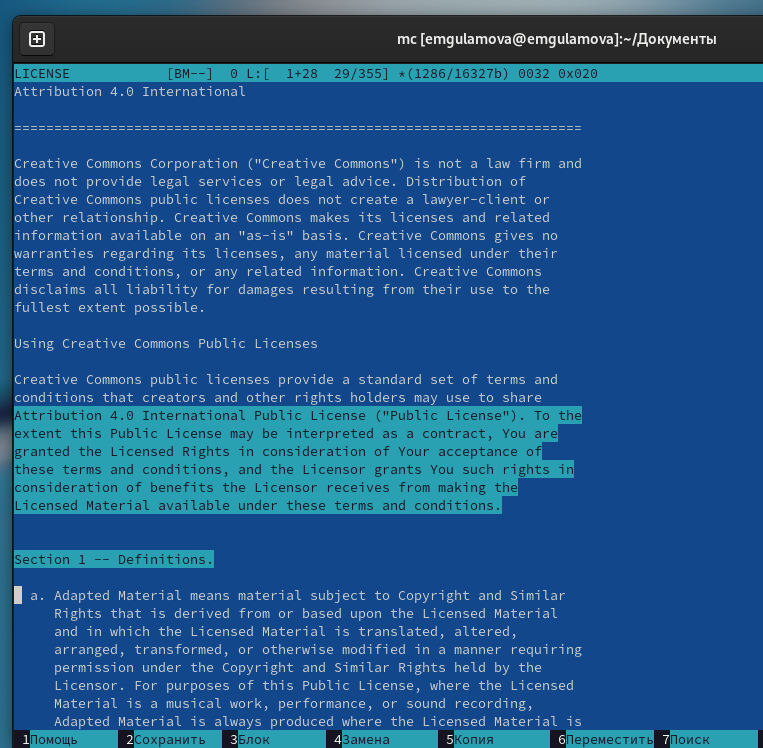 mc [emgulamova@emgulamova]:~/Документы
LICENSE            [BM--]  0 L:[  1+28  29/355] *(1286/16327b) 0032 0x020
Attribution 4.0 International
=======================================================================
Creative Commons Corporation ("Creative Commons") is not a law firm and
does not provide legal services or legal advice. Distribution of
Creative Commons public licenses does not create a lawyer-client or
other relationship. Creative Commons makes its licenses and related
information available on an "as-is" basis. Creative Commons gives no
warranties regarding its licenses, any material licensed under their
terms and conditions, or any related information. Creative Commons
disclaims all liability for damages resulting from their use to the
fullest extent possible.
Using Creative Commons Public Licenses
Creative Commons public licenses provide a standard set of terms and
conditions that creators and other rights holders may use to share
Attribution 4.0 International Public License ("Public License"). To the
extent this Public License may be interpreted as a contract, You are
granted the Licensed Rights in consideration of Your acceptance of
these terms and conditions, and the Licensor grants You such rights in
consideration of benefits the Licensor receives from making the
Licensed Material available under these terms and conditions.
Section 1 -- Definitions.
a. Adapted Material means material subject to Copyright and Similar
Rights that is derived from or based upon the Licensed Material
and in which the Licensed Material is translated, altered,
arranged, transformed, or otherwise modified in a manner requiring
permission under the Copyright and Similar Rights held by the
Licensor. For purposes of this Public License, where the Licensed
Material is a musical work, performance, or sound recording,
Adapted Material is always produced where the Licensed Material is
1Помощь 2Сохранить 3Блок 4Замена 5Копия 6Переместить 7Поиск